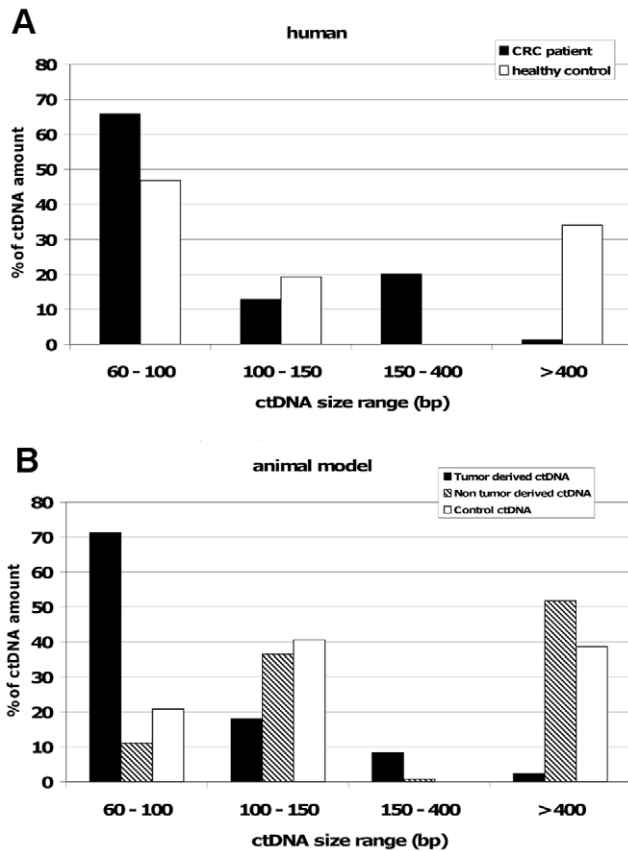 A
human
CRC patient
healthy control
% of ctDNA amount
80
70
60
50
40
30
20
10
0
60 - 100
100 - 150
150 - 400
>400
ctDNA size range (bp)
B
animal model
Tumor derived ctDNA
Non tumor derived ctDNA
Control ctDNA
% of ctDNA amount
80
70
60
50
40
30
20
10
0
60 - 100
100 - 150
150 - 400
>400
ctDNA size range (bp)